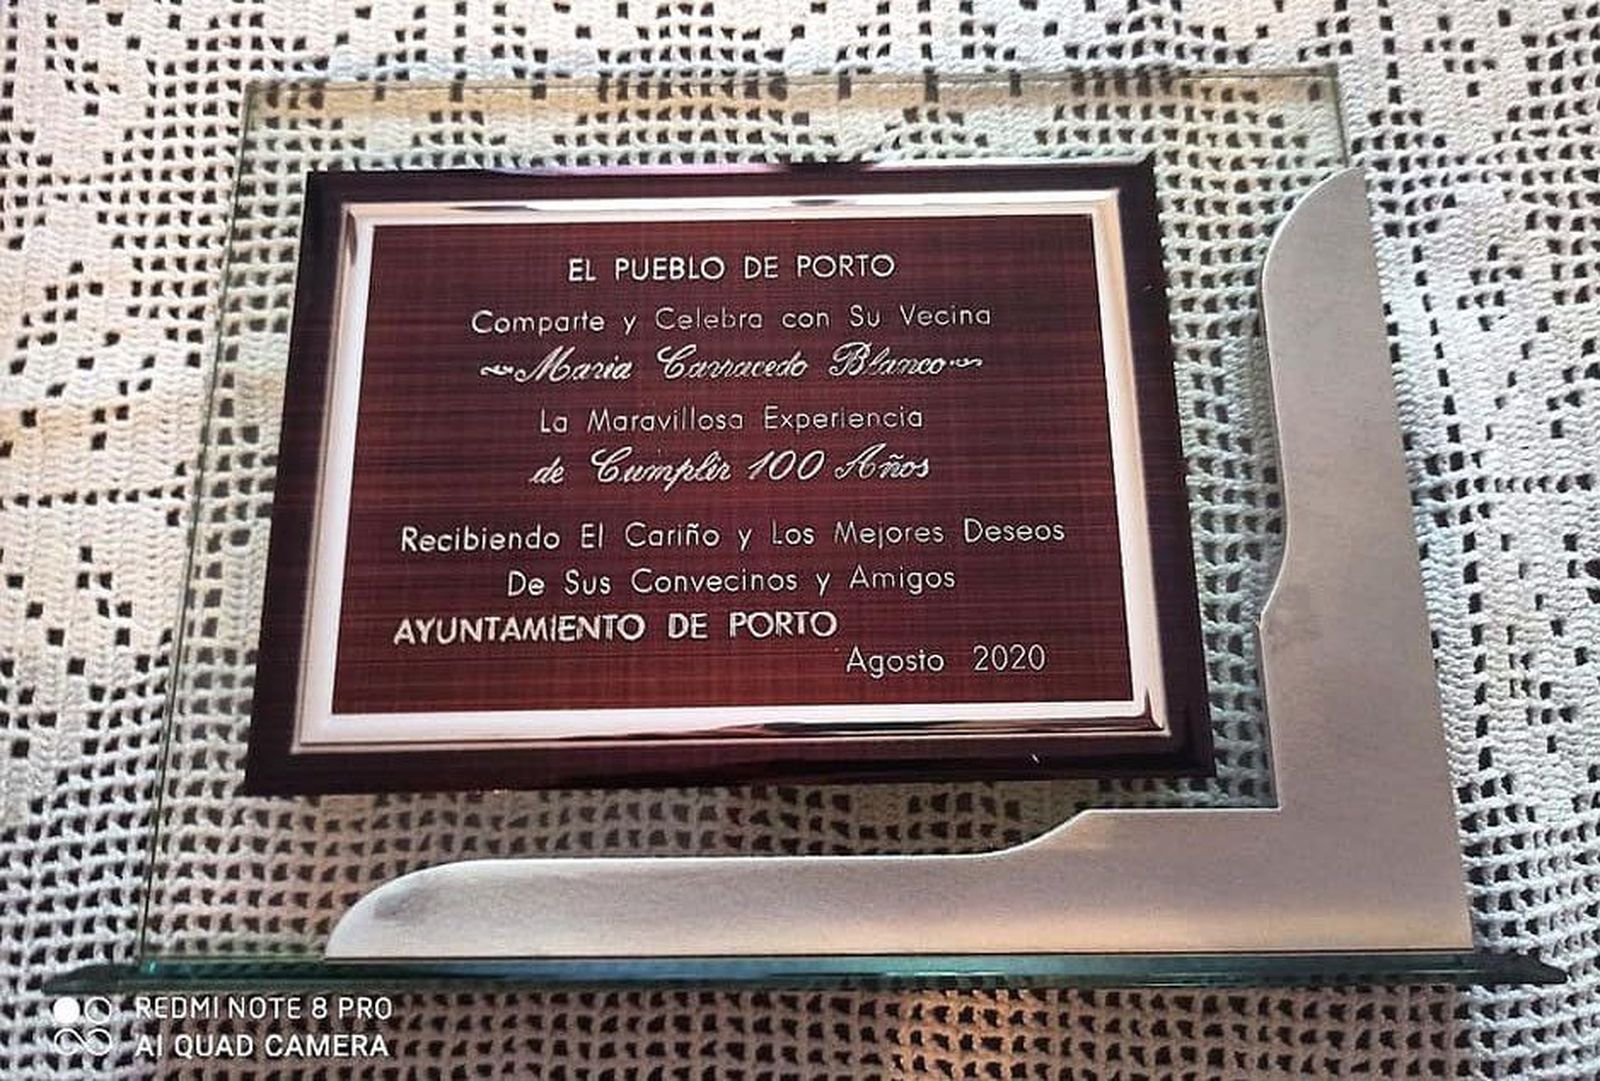 EL PUEBLO DE PORTO
Comparte y Celebra con Su Vecina
Maria Carracedo Blanco
La Maravillosa Experiencia
de Cumplir 100 Años
Recibiendo El Cariño y Los Mejores Deseos
De Sus Convecinos y Amigos
AYUNTAMIENTO DE PORTO
Agosto 2020
REDMI NOTE 8 PRO
AI QUAD CAMERA